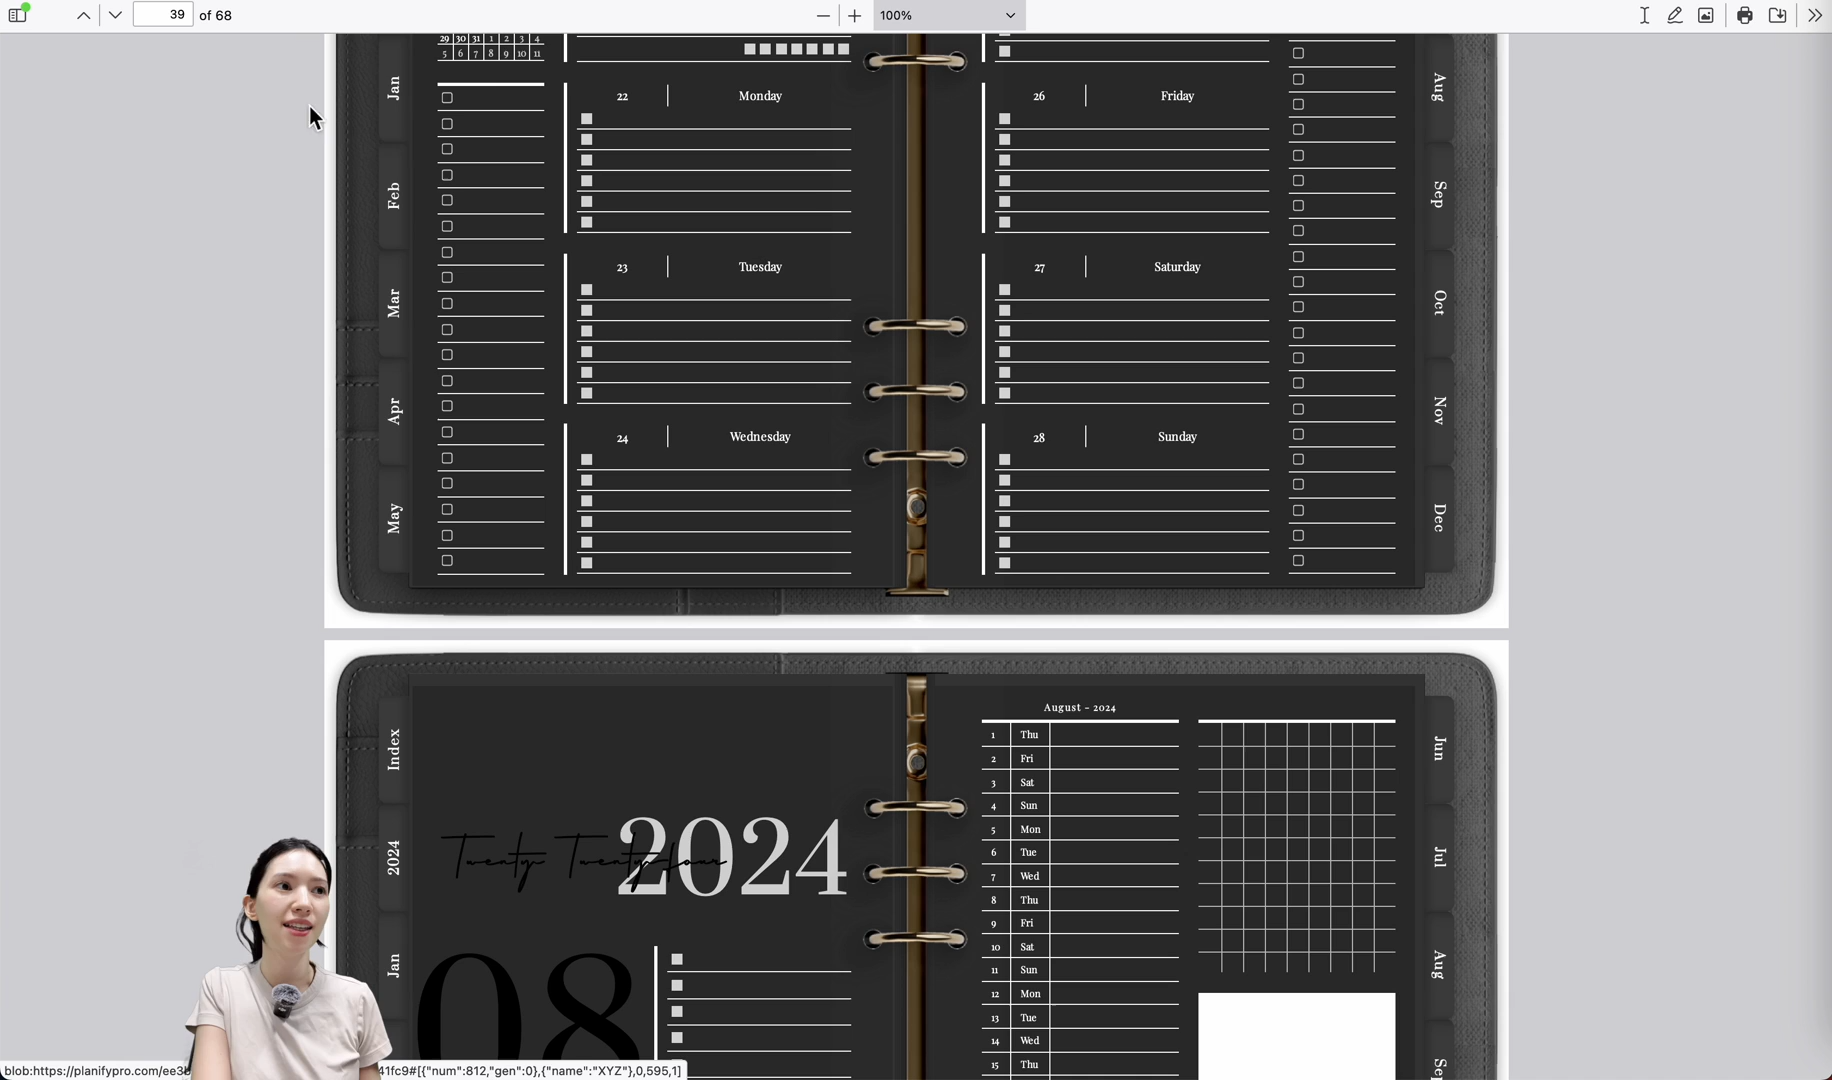 39 of 68
100%
29 30 31 1 2 3 4
5 6 7 8 9 10 11
Jan
Feb
Mar
Apr
May
22 Monday
23 Tuesday
24 Wednesday
26 Friday
27 Saturday
28 Sunday
Aug
Sep
Oct
Nov
Dec
Index
2024
Jan
Twenty Twenty four
2024
08
August - 2024
1 Thu
2 Fri
3 Sat
4 Sun
5 Mon
6 Tue
7 Wed
8 Thu
9 Fri
10 Sat
11 Sun
12 Mon
13 Tue
14 Wed
15 Thu
Jun
Jul
Aug
Sep
blob:https://planifypro.com/ee3
41fc9#[{"num":812,"gen":0},{"name":"XYZ"},0,595,1]